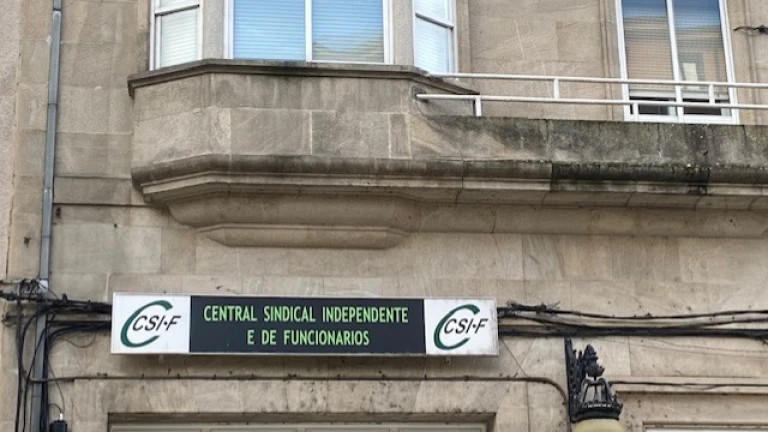 CSI-F
CENTRAL SINDICAL INDEPENDENTE
E DE FUNCIONARIOS
CSI-F